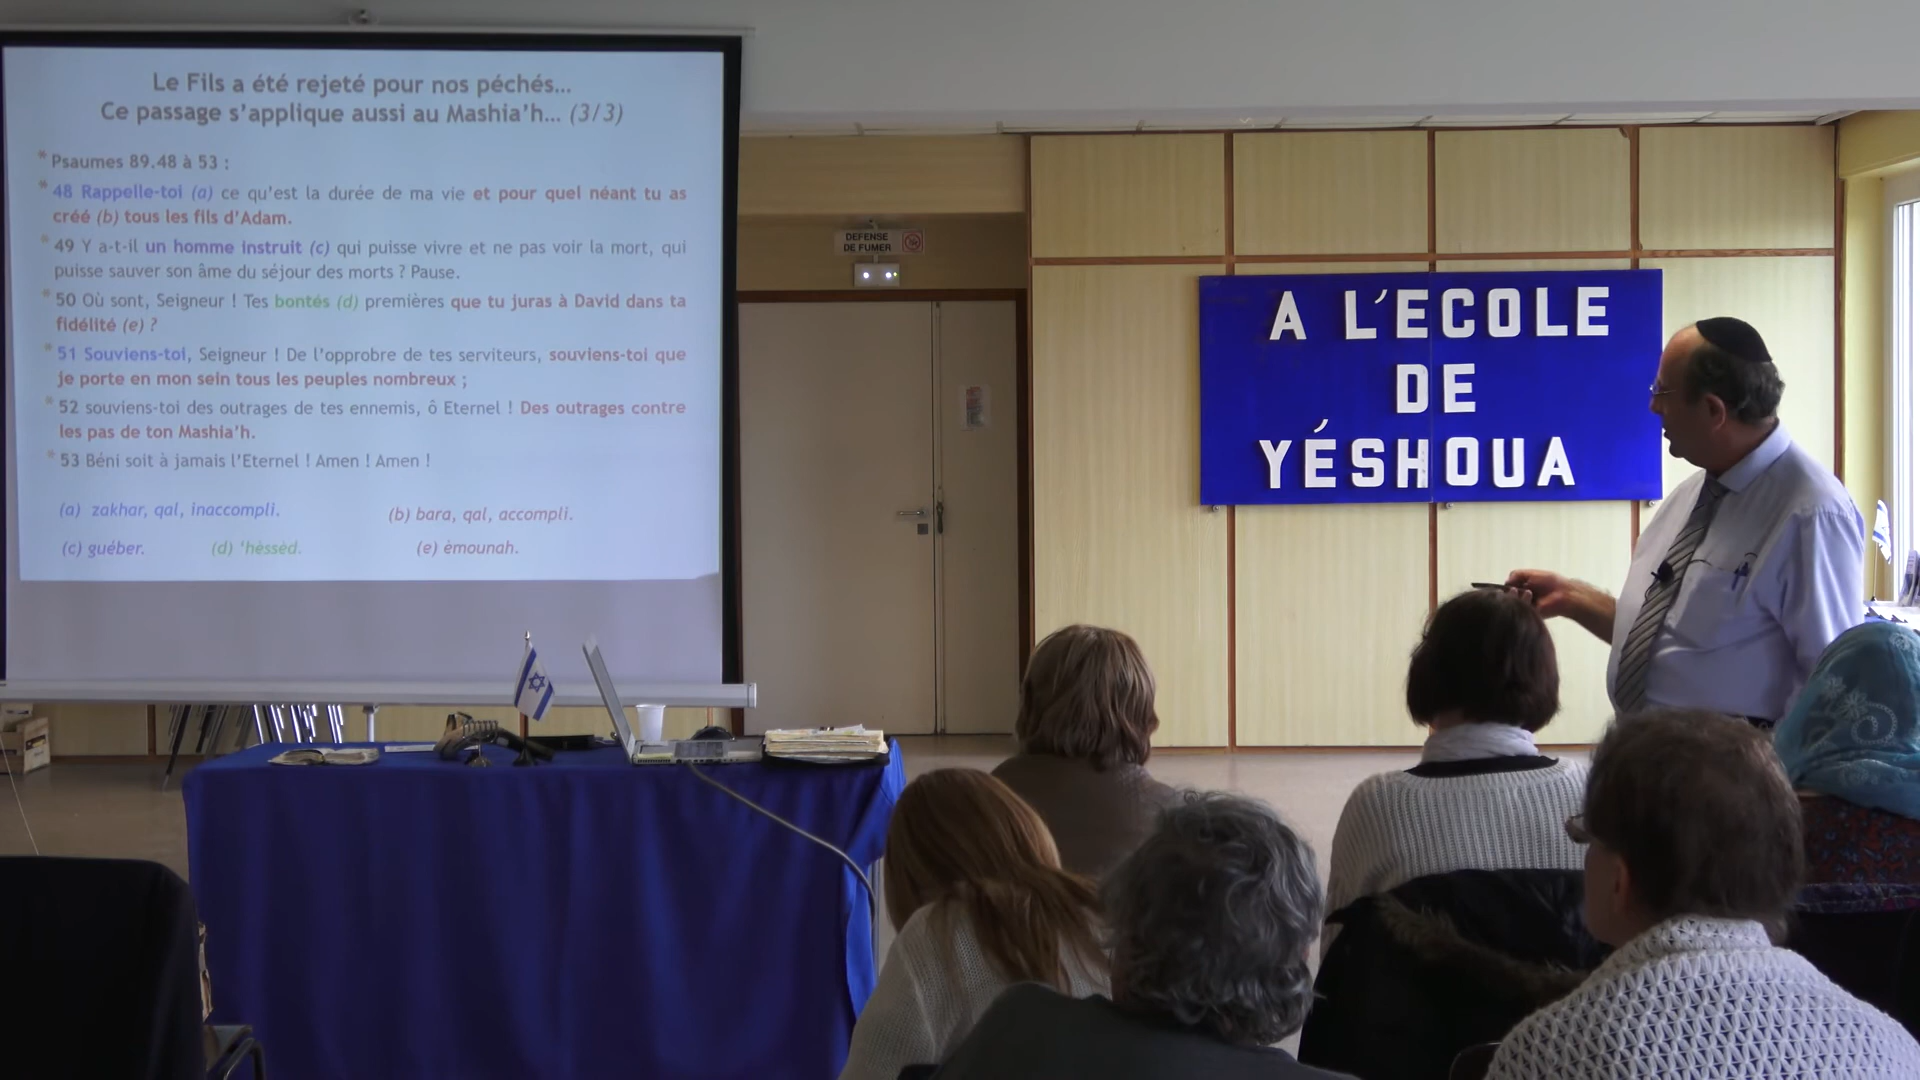 Le Fils a été rejeté pour nos péchés...
Ce passage s'applique aussi au Mashia'h... (3/3)
* Psaumes 89.48 à 53 :
* 48 Rappelle-toi (a) ce qu'est la durée de ma vie et pour quel néant tu as
créé (b) tous les fils d'Adam.
* 49 Y a-t-il un homme instruit (c) qui puisse vivre et ne pas voir la mort, qui
puisse sauver son âme du séjour des morts ? Pause.
* 50 Où sont, Seigneur ! Tes bontés (d) premières que tu juras à David dans ta
fidélité (e) ?
* 51 Souviens-toi, Seigneur ! De l'opprobre de tes serviteurs, souviens-toi que
je porte en mon sein tous les peuples nombreux ;
* 52 souviens-toi des outrages de tes ennemis, ô Eternel ! Des outrages contre
les pas de ton Mashia'h.
* 53 Béni soit à jamais l'Eternel ! Amen ! Amen !
(a) zakhar, qal, inaccompli.
(b) bara, qal, accompli.
(c) guéber.
(d) 'hèssèd.
(e) émounah.
DEFENSE
DE FUMER
A L'ECOLE
DE
YÉSHOUA